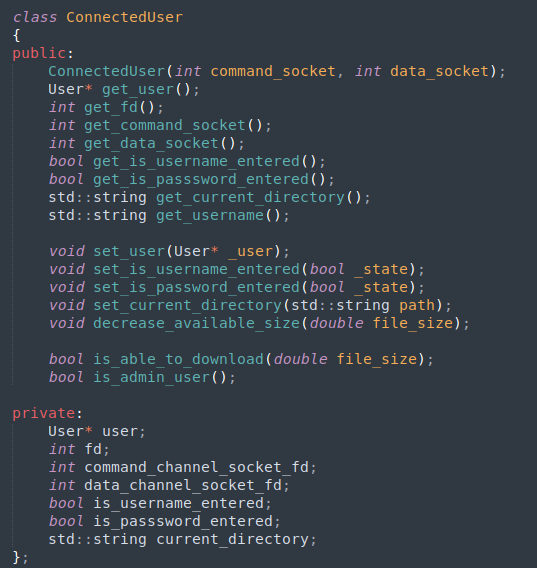 class ConnectedUser
{
public:
    ConnectedUser(int command_socket, int data_socket);
    User* get_user();
    int get_fd();
    int get_command_socket();
    int get_data_socket();
    bool get_is_username_entered();
    bool get_is_passsword_entered();
    std::string get_current_directory();
    std::string get_username();

    void set_user(User* _user);
    void set_is_username_entered(bool _state);
    void set_is_password_entered(bool _state);
    void set_current_directory(std::string path);
    void decrease_available_size(double file_size);

    bool is_able_to_download(double file_size);
    bool is_admin_user();

private:
    User* user;
    int fd;
    int command_channel_socket_fd;
    int data_channel_socket_fd;
    bool is_username_entered;
    bool is_passsword_entered;
    std::string current_directory;
};